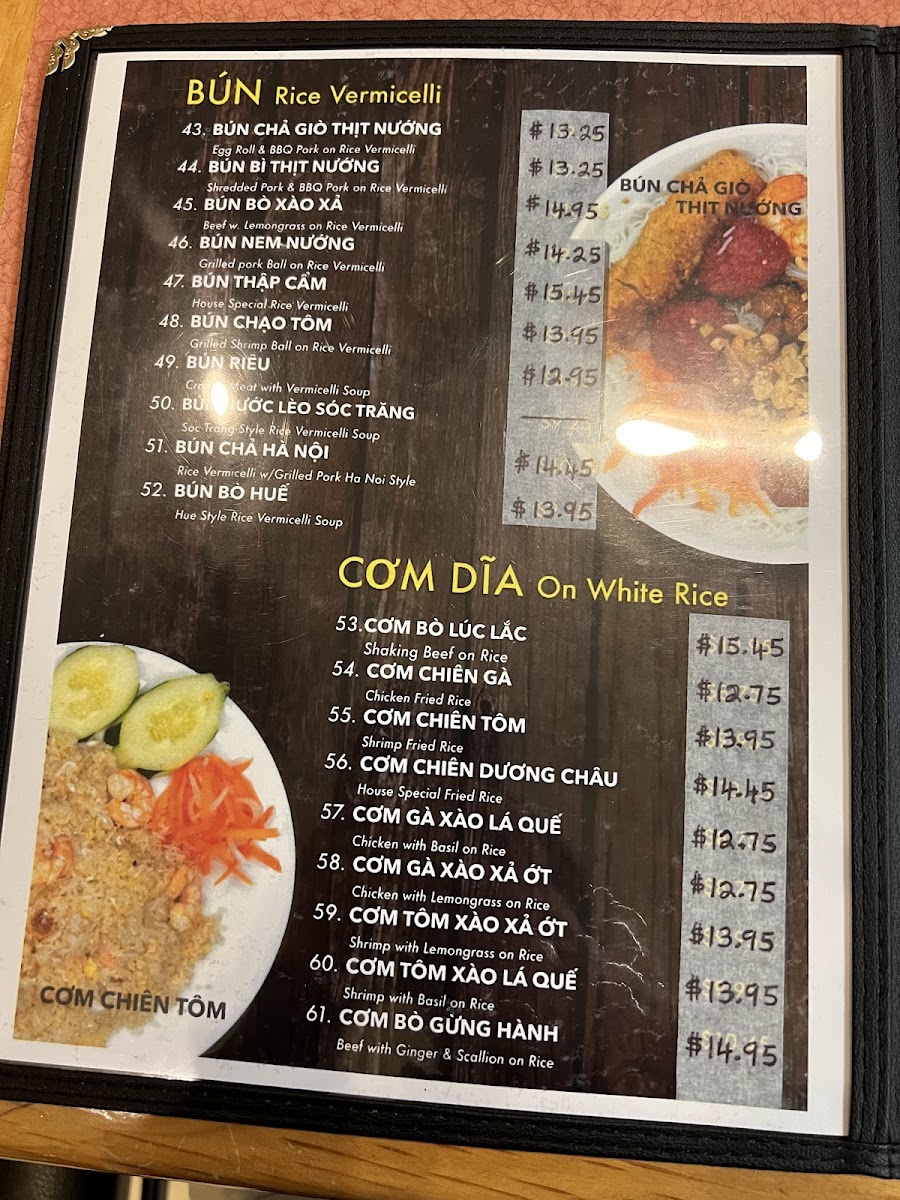 BÚN Rice Vermicelli
43. BÚN CHẢ GIÒ THỊT NƯỚNG $13.25
Egg Roll & BBQ Pork on Rice Vermicelli
44. BÚN BÌ THỊT NƯỚNG $13.25
Shredded Pork & BBQ Pork on Rice Vermicelli
45. BÚN BÒ XÀO XẢ $14.95
Beef w. Lemongrass on Rice Vermicelli
46. BÚN NEM NƯỚNG $14.25
Grilled pork Ball on Rice Vermicelli
47. BÚN THẬP CẨM $15.45
House Special Rice Vermicelli
48. BÚN CHẠO TÔM $13.95
Grilled Shrimp Ball on Rice Vermicelli
49. BÚN RIÊU $12.95
Meat with Vermicelli Soup
50. BÚN NƯỚC LÈO SÓC TRĂNG
Soc Trang Style Rice Vermicelli Soup
51. BÚN CHẢ HÀ NỘI $14.45
Rice Vermicelli w/Grilled Pork Ha Noi Style
52. BÚN BÒ HUẾ $13.95
Hue Style Rice Vermicelli Soup
BÚN CHẢ GIÒ
THỊT NƯỚNG
CƠM DĨA On White Rice
53.CƠM BÒ LÚC LẮC $15.45
Shaking Beef on Rice
54. CƠM CHIÊN GÀ $12.75
Chicken Fried Rice
55. CƠM CHIÊN TÔM $13.95
Shrimp Fried Rice
56. CƠM CHIÊN DƯƠNG CHÂU $14.45
House Special Fried Rice
57. CƠM GÀ XÀO LÁ QUẾ $12.75
Chicken with Basil on Rice
58. CƠM GÀ XÀO XẢ ỚT $12.75
Chicken with Lemongrass on Rice
59. CƠM TÔM XÀO XẢ ỚT $13.95
Shrimp with Lemongrass on Rice
60. CƠM TÔM XÀO LÁ QUẾ $13.95
Shrimp with Basil on Rice
61. CƠM BÒ GỪNG HÀNH $14.95
Beef with Ginger & Scallion on Rice
CƠM CHIÊN TÔM